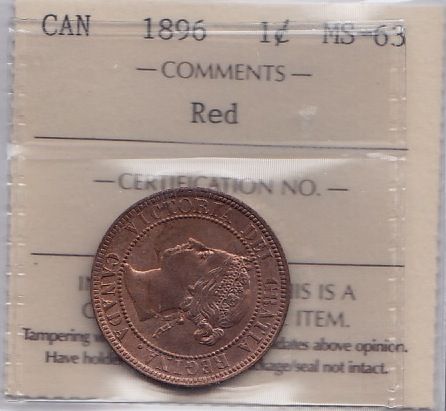 CAN 1896 1¢ MS-63
— COMMENTS —
Red
— CERTIFICATION NO. —
VICTORIA DEI GRATIA REGINA. CANADA
IS IS A
ITEM.
Tampering
dates above opinion.
Have
/seal not intact.